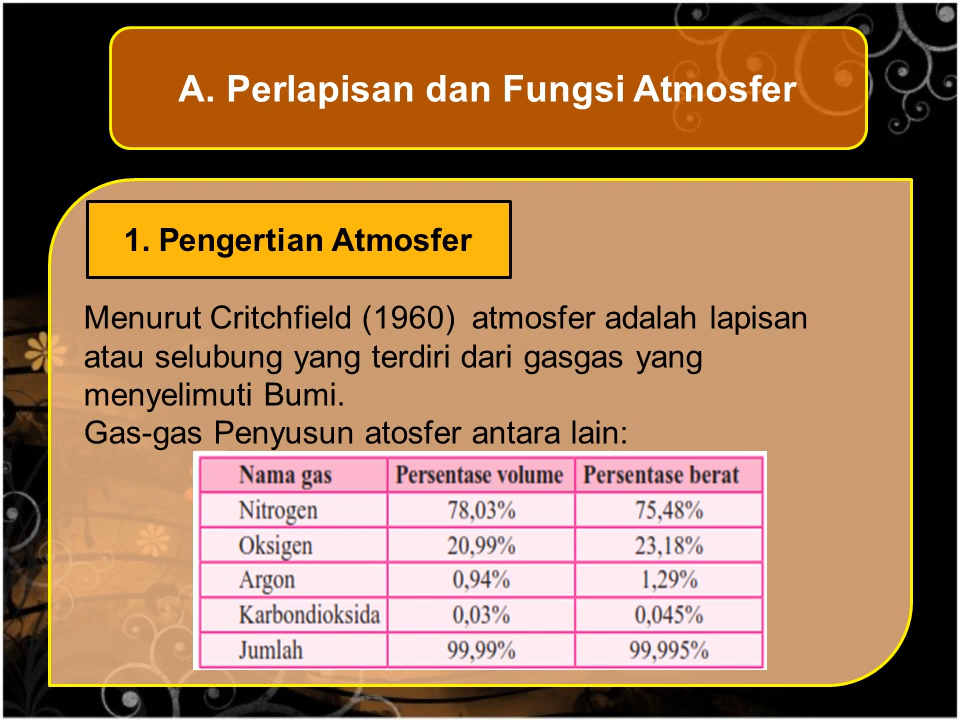 A. Perlapisan dan Fungsi Atmosfer
1. Pengertian Atmosfer
Menurut Critchfield (1960)  atmosfer adalah lapisan
atau selubung yang terdiri dari gasgas yang
menyelimuti Bumi.
Gas-gas Penyusun atosfer antara lain:
Nama gas Persentase volume Persentase berat
Nitrogen 78,03% 75,48%
Oksigen 20,99% 23,18%
Argon 0,94% 1,29%
Karbondioksida 0,03% 0,045%
Jumlah 99,99% 99,995%